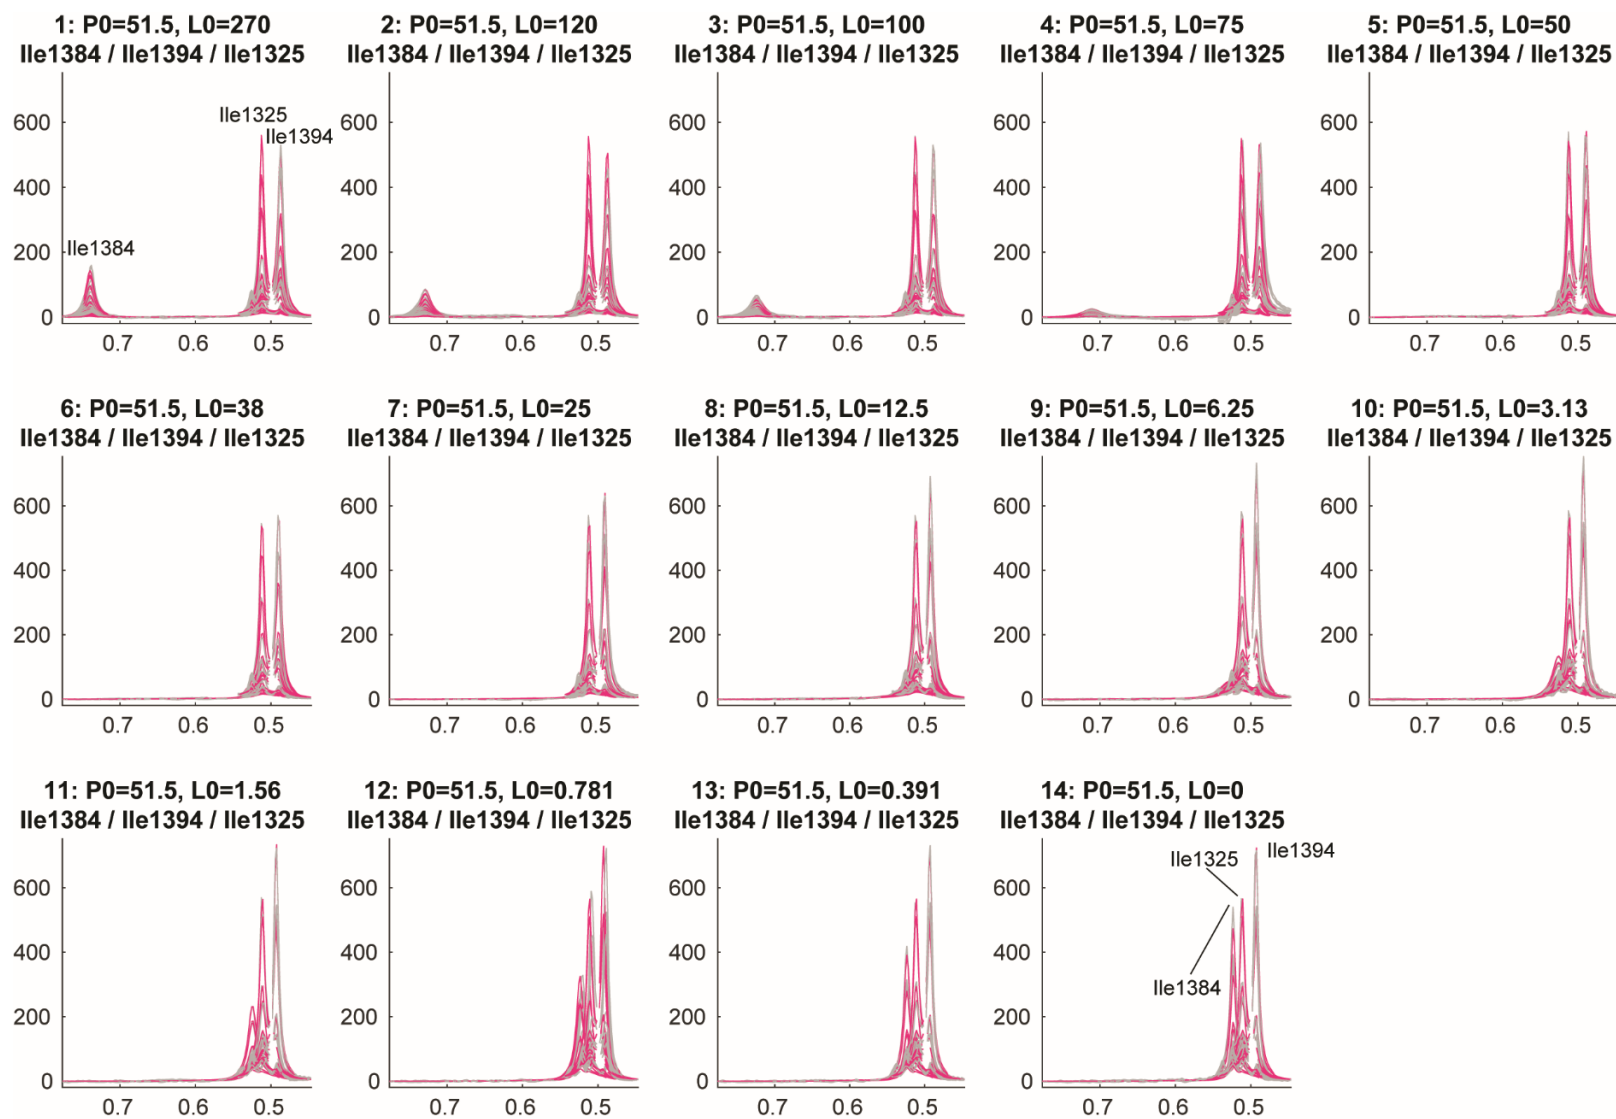 1: P0=51.5, L0=270
Ile1384 / Ile1394 / Ile1325
2: P0=51.5, L0=120
Ile1384 / Ile1394 / Ile1325
3: P0=51.5, L0=100
Ile1384 / Ile1394 / Ile1325
4: P0=51.5, L0=75
Ile1384 / Ile1394 / Ile1325
5: P0=51.5, L0=50
Ile1384 / Ile1394 / Ile1325
600
400
200
0
Ile1325
Ile1394
Ile1384
0.7 0.6 0.5
600
400
200
0
0.7 0.6 0.5
600
400
200
0
0.7 0.6 0.5
600
400
200
0
0.7 0.6 0.5
600
400
200
0
0.7 0.6 0.5
6: P0=51.5, L0=38
Ile1384 / Ile1394 / Ile1325
7: P0=51.5, L0=25
Ile1384 / Ile1394 / Ile1325
8: P0=51.5, L0=12.5
Ile1384 / Ile1394 / Ile1325
9: P0=51.5, L0=6.25
Ile1384 / Ile1394 / Ile1325
10: P0=51.5, L0=3.13
Ile1384 / Ile1394 / Ile1325
600
400
200
0
0.7 0.6 0.5
600
400
200
0
0.7 0.6 0.5
600
400
200
0
0.7 0.6 0.5
600
400
200
0
0.7 0.6 0.5
600
400
200
0
0.7 0.6 0.5
11: P0=51.5, L0=1.56
Ile1384 / Ile1394 / Ile1325
12: P0=51.5, L0=0.781
Ile1384 / Ile1394 / Ile1325
13: P0=51.5, L0=0.391
Ile1384 / Ile1394 / Ile1325
14: P0=51.5, L0=0
Ile1384 / Ile1394 / Ile1325
600
400
200
0
0.7 0.6 0.5
600
400
200
0
0.7 0.6 0.5
600
400
200
0
0.7 0.6 0.5
600
400
200
0
Ile1325
Ile1394
Ile1384
0.7 0.6 0.5